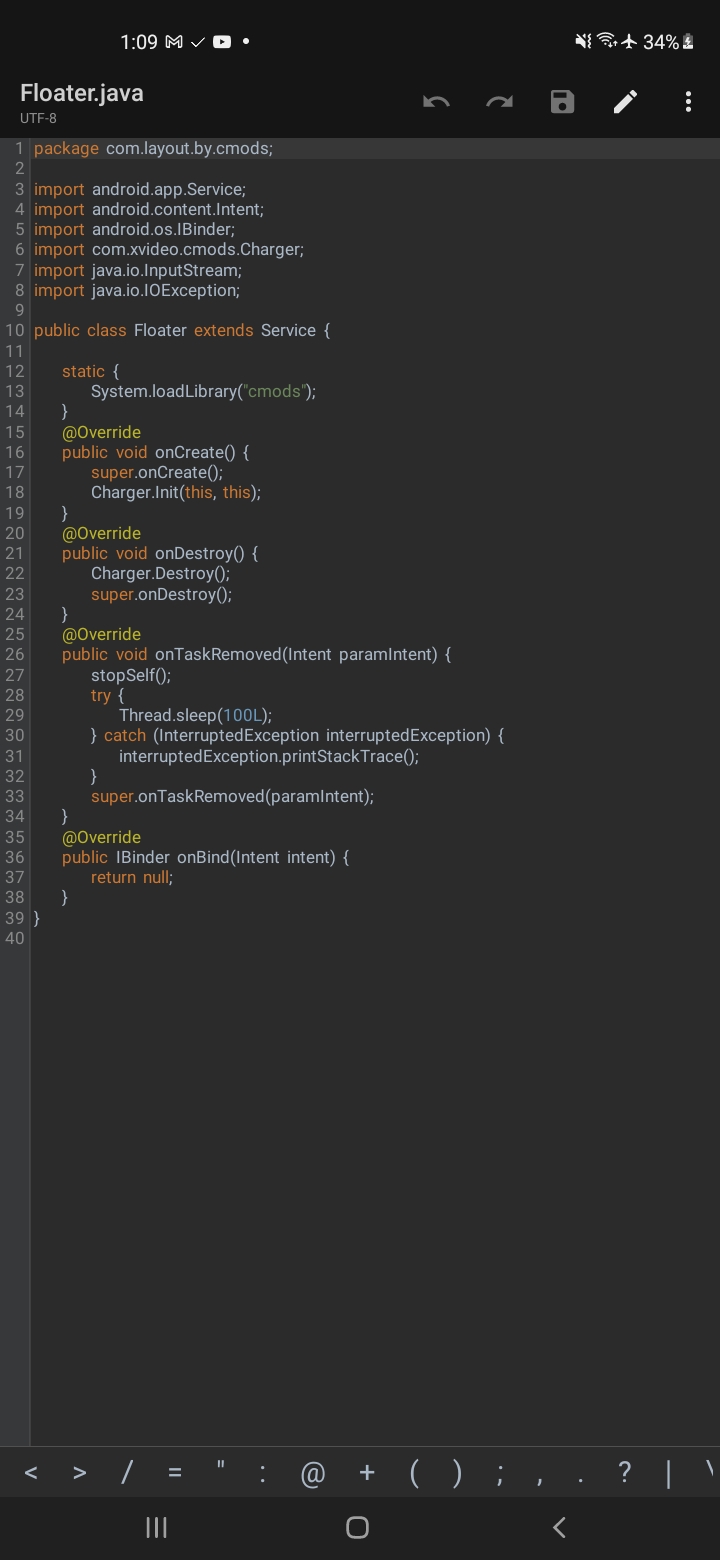 1:09
34%
Floater.java
UTF-8
1 package com.layout.by.cmods;
2
3 import android.app.Service;
4 import android.content.Intent;
5 import android.os.IBinder;
6 import com.xvideo.cmods.Charger;
7 import java.io.InputStream;
8 import java.io.IOException;
9
10 public class Floater extends Service {
11
12 static {
13 System.loadLibrary("cmods");
14 }
15 @Override
16 public void onCreate() {
17 super.onCreate();
18 Charger.Init(this, this);
19 }
20 @Override
21 public void onDestroy() {
22 Charger.Destroy();
23 super.onDestroy();
24 }
25 @Override
26 public void onTaskRemoved(Intent paramIntent) {
27 stopSelf();
28 try {
29 Thread.sleep(100L);
30 } catch (InterruptedException interruptedException) {
31 interruptedException.printStackTrace();
32 }
33 super.onTaskRemoved(paramIntent);
34 }
35 @Override
36 public IBinder onBind(Intent intent) {
37 return null;
38 }
39 }
40
< > / = " : @ + ( ) ; , . ? | \